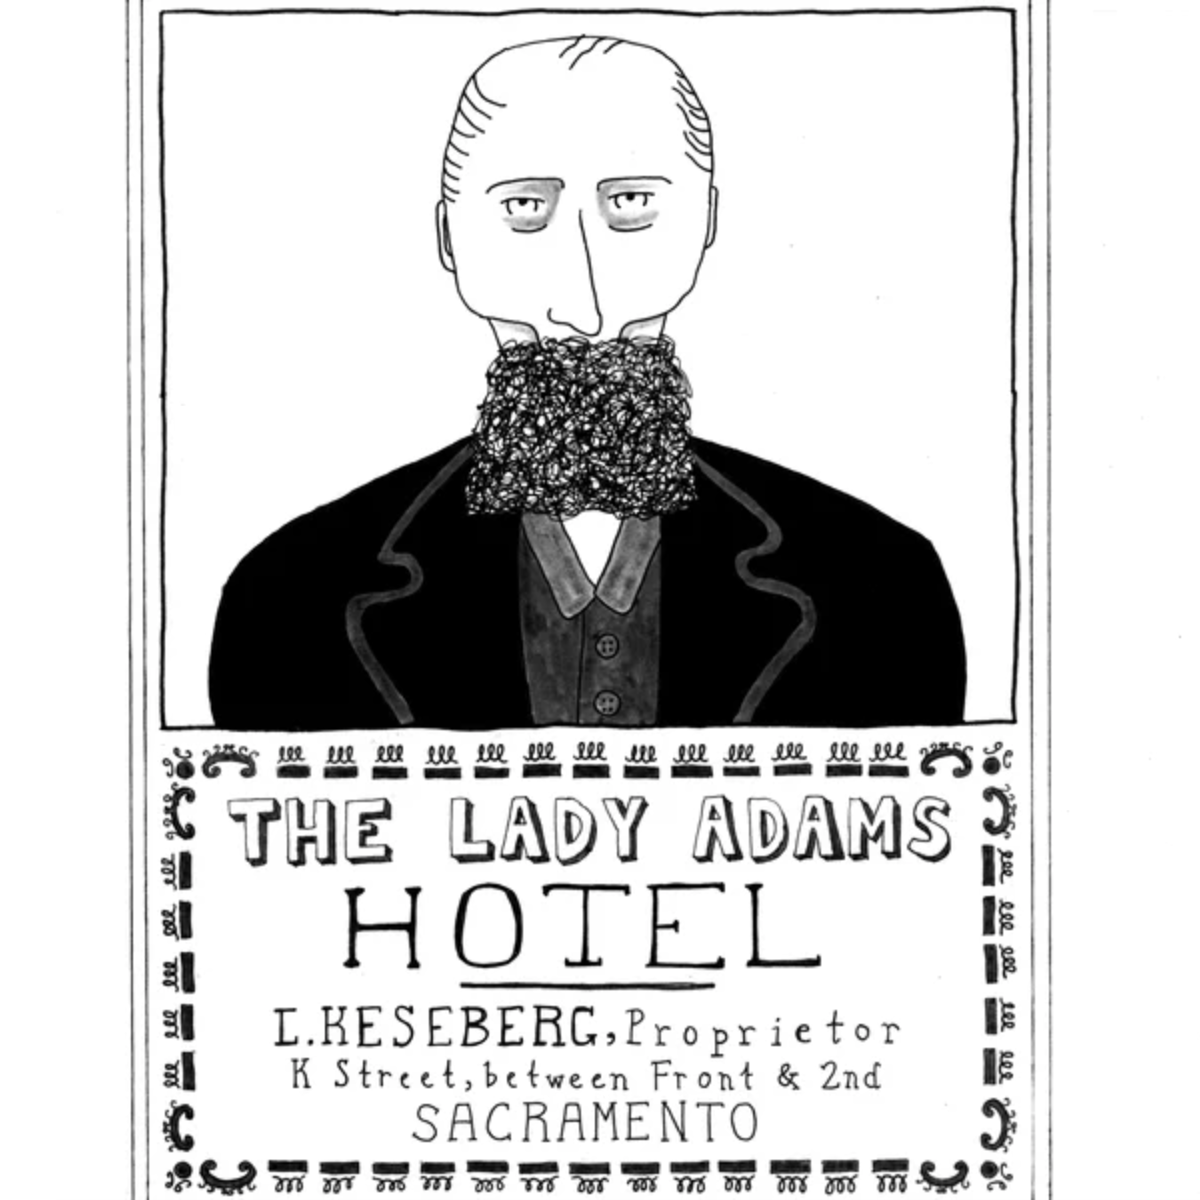 THE LADY ADAMS
HOTEL
L.KESEBERG, Proprietor
K Street, between Front & 2nd
SACRAMENTO